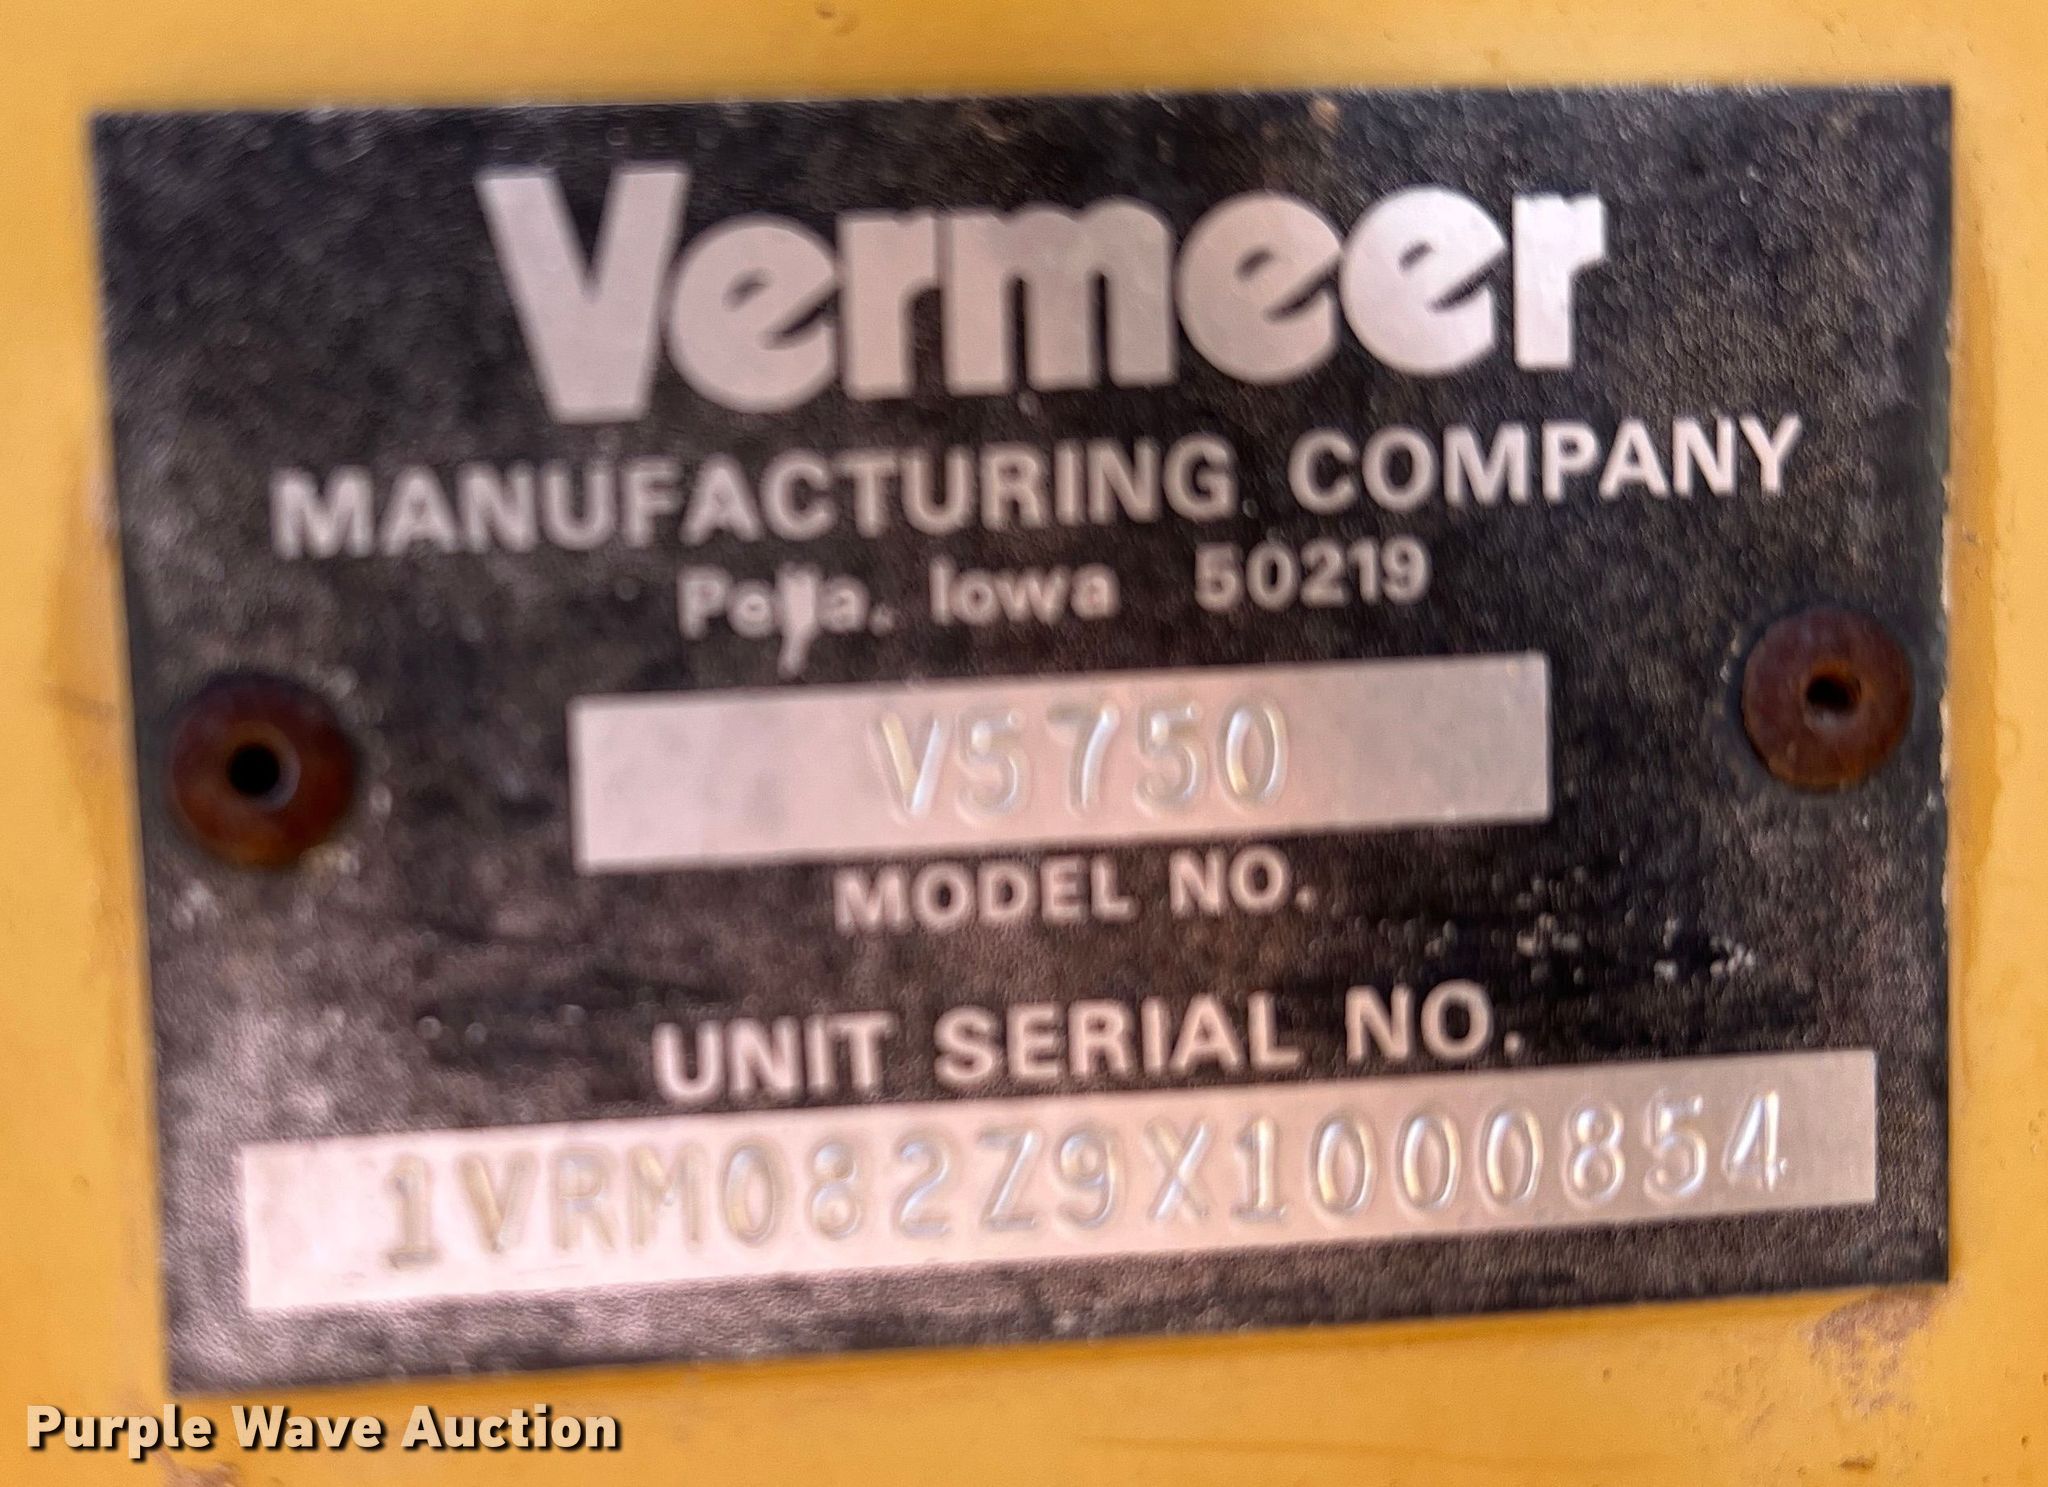 Vermeer
MANUFACTURING COMPANY
Pella, Iowa 50219
V5750
MODEL NO.
UNIT SERIAL NO.
1VRM082Z9X1000854
Purple Wave Auction